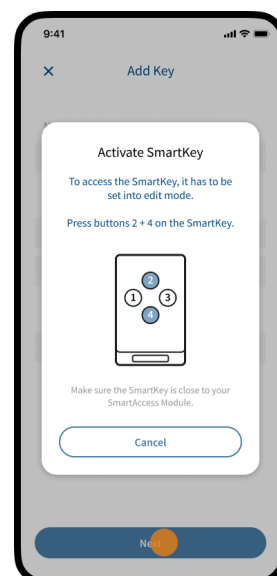 9:41
Add Key
Activate SmartKey
To access the SmartKey, it has to be
set into edit mode.
Press buttons 2 + 4 on the SmartKey.
2
1 3
4
Make sure the SmartKey is close to your
SmartAccess Module.
Cancel
Next